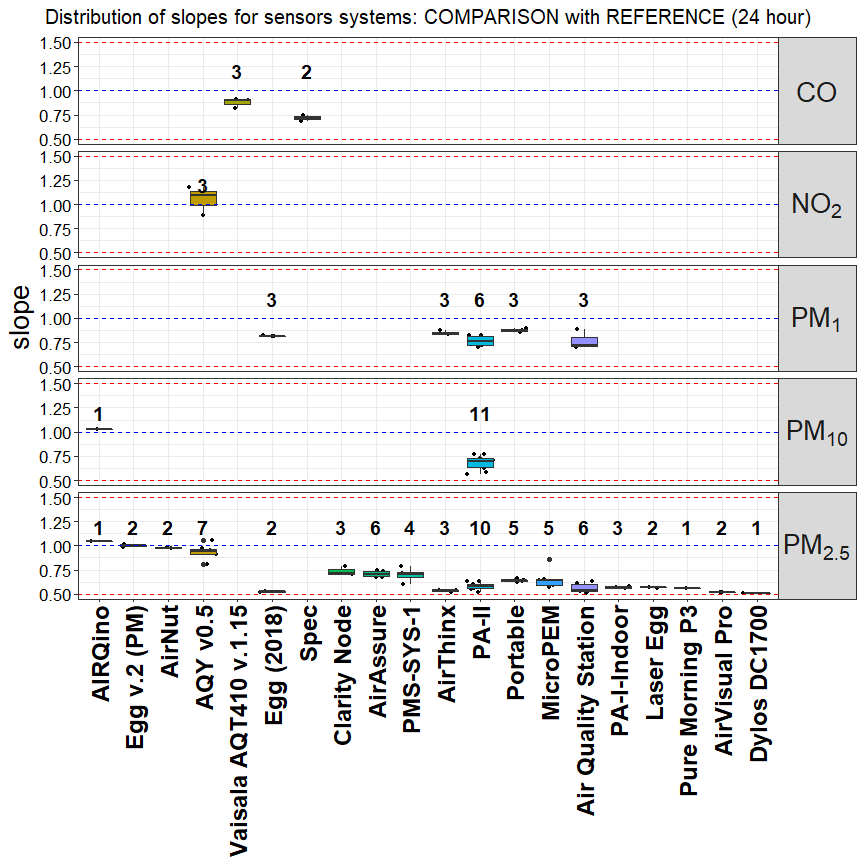 Distribution of slopes for sensors systems: COMPARISON with REFERENCE (24 hour)
slope
1.50
1.25
1.00
0.75
0.50
3 2
CO
1.50
1.25
1.00
0.75
0.50
3
NO2
1.50
1.25
1.00
0.75
0.50
3 3 6 3 3
PM1
1.50
1.25
1.00
0.75
0.50
1 11
PM10
1.50
1.25
1.00
0.75
0.50
1 2 2 7 2 3 6 4 3 10 5 5 6 3 2 1 2 1
PM2.5
AIRQino
Egg v.2 (PM)
AirNut
AQY v0.5
Vaisala AQT410 v.1.15
Egg (2018)
Spec
Clarity Node
AirAssure
PMS-SYS-1
AirThinx
PA-II
Portable
MicroPEM
Air Quality Station
PA-I-Indoor
Laser Egg
Pure Morning P3
AirVisual Pro
Dylos DC1700